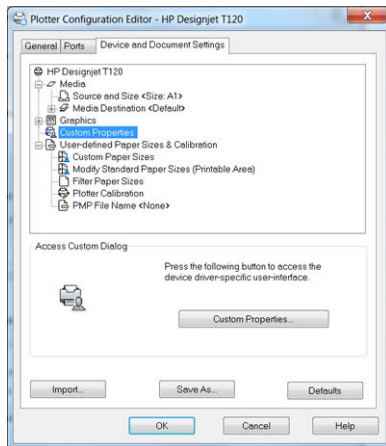 Plotter Configuration Editor - HP Designjet T120
General Ports Device and Document Settings
HP Designjet T120
Media
Source and Size <Size: A1>
Media Destination <Default>
Graphics
Custom Properties
User-defined Paper Sizes & Calibration
Custom Paper Sizes
Modify Standard Paper Sizes (Printable Area)
Filter Paper Sizes
Plotter Calibration
PMP File Name <None>
Access Custom Dialog
Press the following button to access the
device driver-specific user-interface.
Custom Properties...
Import... Save As... Defaults
OK Cancel Help